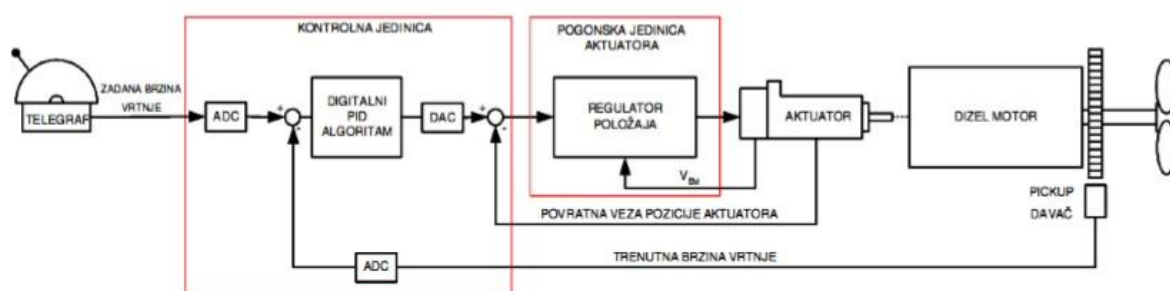 KONTROLNA JEDINICA
POGONSKA JEDINICA
AKTUATORA
ZADANA BRZINA
VRTNJE
TELEGRAF
ADC
+
-
DIGITALNI
PID
ALGORITAM
DAC
+
-
REGULATOR
POLOŽAJA
AKTUATOR
DIZEL MOTOR
V_EM
POVRATNA VEZA POZICIJE AKTUATORA
PICKUP
DAVAČ
ADC
TRENUTNA BRZINA VRTNJE